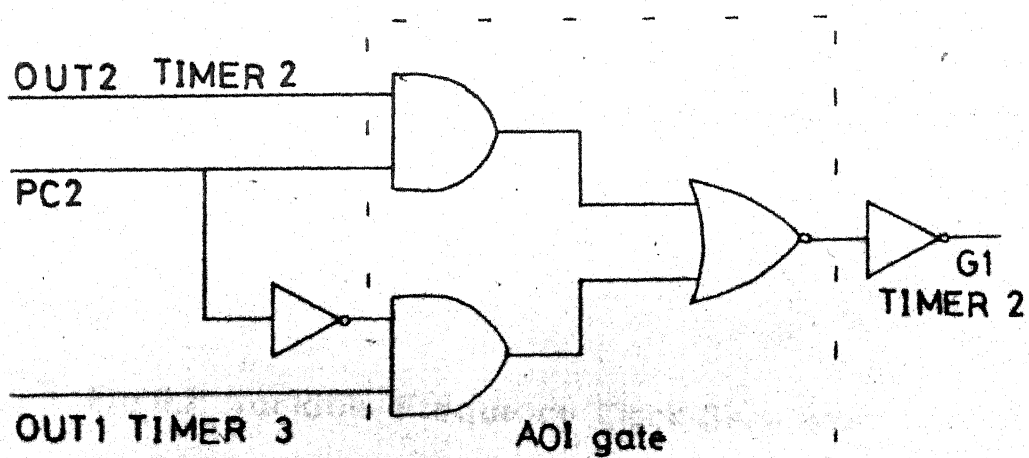 OUT2 TIMER 2
PC2
G1
TIMER 2
OUT1 TIMER 3
AOI gate